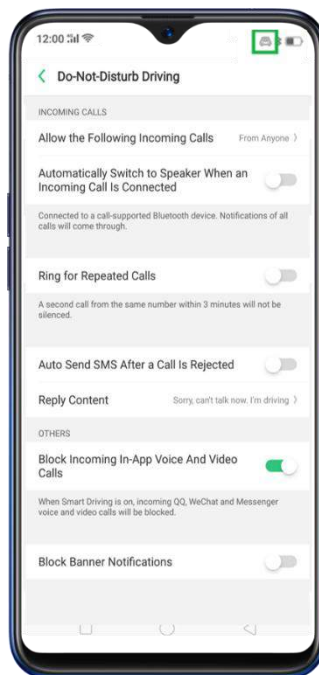 12:00
Do-Not-Disturb Driving
INCOMING CALLS
Allow the Following Incoming Calls From Anyone
Automatically Switch to Speaker When an
Incoming Call Is Connected
Connected to a call-supported Bluetooth device. Notifications of all
calls will come through.
Ring for Repeated Calls
A second call from the same number within 3 minutes will not be
silenced.
Auto Send SMS After a Call Is Rejected
Reply Content Sorry, can't talk now. I'm driving
OTHERS
Block Incoming In-App Voice And Video
Calls
When Smart Driving is on, incoming QQ, WeChat and Messenger
voice and video calls will be blocked.
Block Banner Notifications